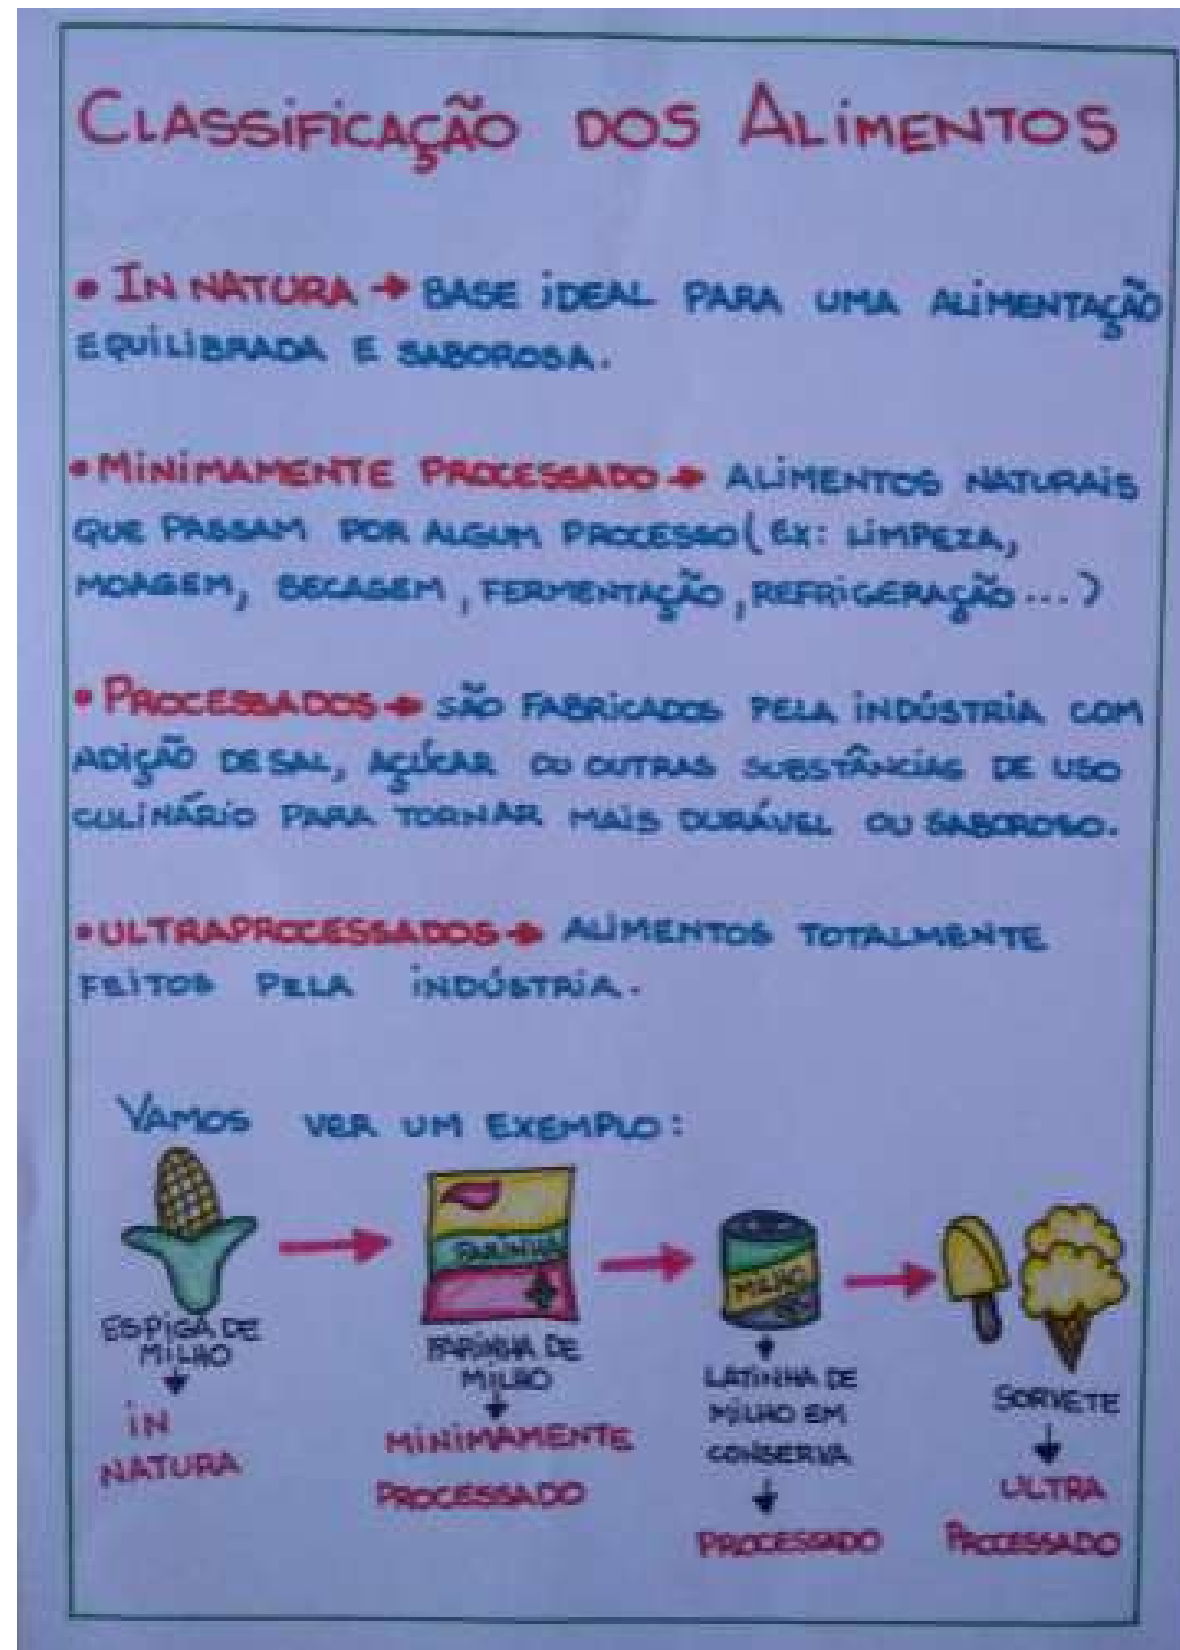 CLASSIFICAÇÃO DOS ALIMENTOS
• IN NATURA → BASE IDEAL PARA UMA ALIMENTAÇÃO
EQUILIBRADA E SABOROSA.
• MINIMAMENTE PROCESSADO → ALIMENTOS NATURAIS
QUE PASSAM POR ALGUM PROCESSO (EX: LIMPEZA,
MOAGEM, SECAGEM, FERMENTAÇÃO, REFRIGERAÇÃO...)
• PROCESSADOS → SÃO FABRICADOS PELA INDÚSTRIA COM
ADIÇÃO DE SAL, AÇÚCAR OU OUTRAS SUBSTÂNCIAS DE USO
CULINÁRIO PARA TORNAR MAIS DURÁVEL OU SABOROSO.
• ULTRAPROCESSADOS → ALIMENTOS TOTALMENTE
FEITOS PELA INDÚSTRIA.
VAMOS VER UM EXEMPLO:
FARINHA
MILHO
ESPIGA DE
MILHO
IN
NATURA
FARINHA DE
MILHO
MINIMAMENTE
PROCESSADO
LATINHA DE
MILHO EM
CONSERVA
PROCESSADO
SORVETE
ULTRA
PROCESSADO